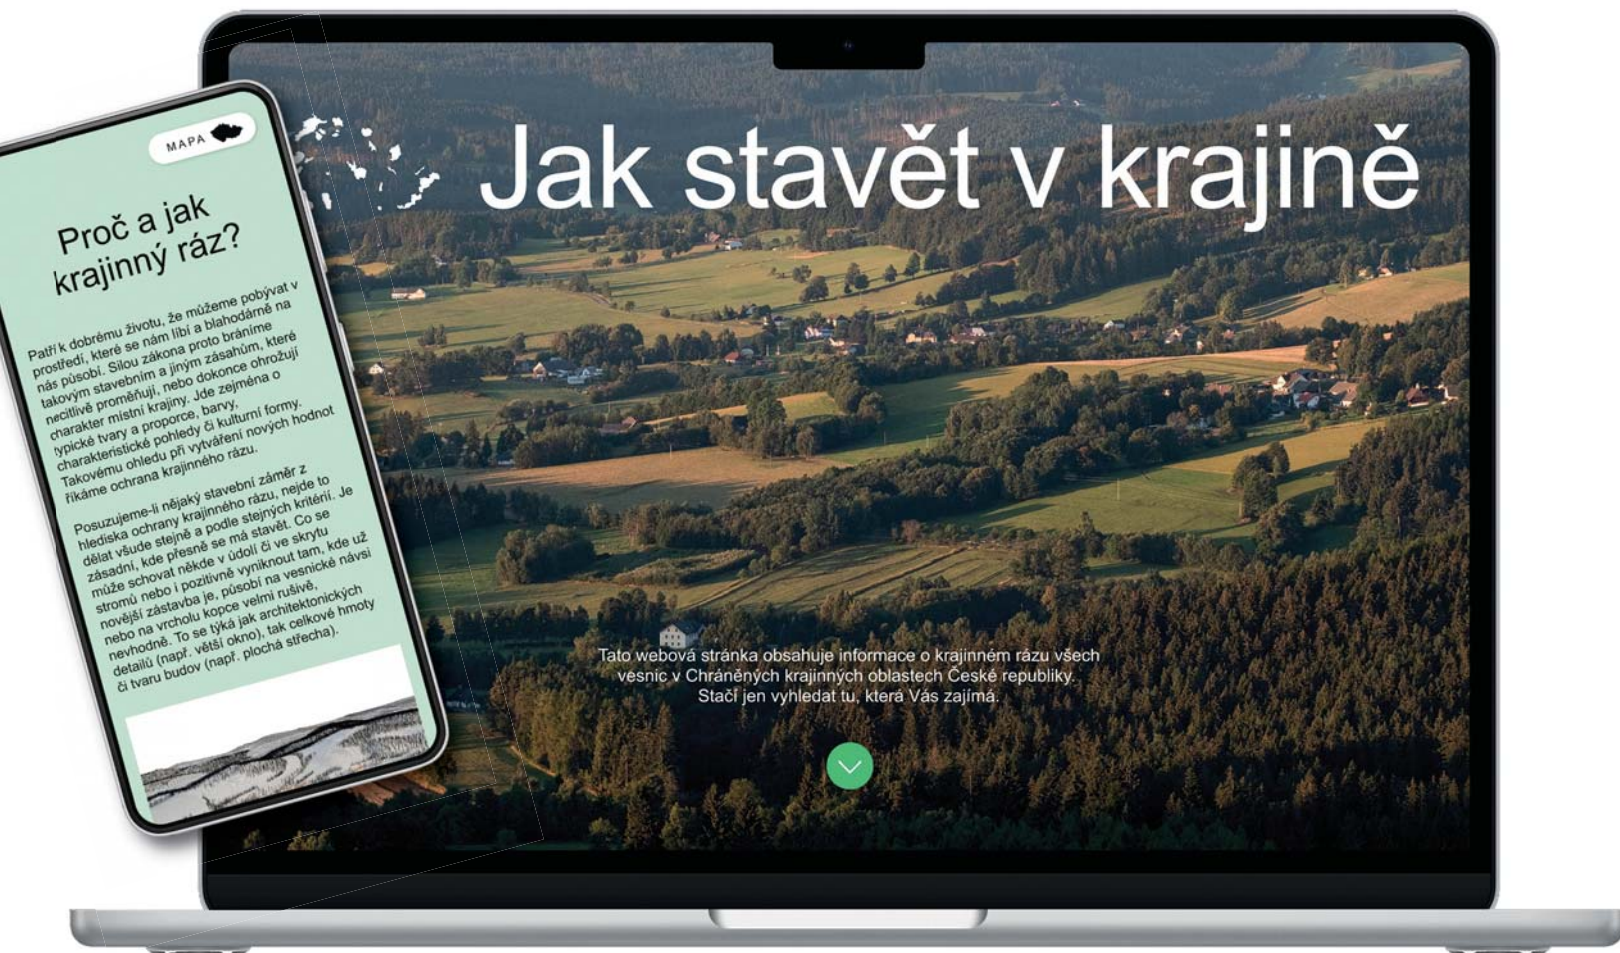 MAPA
Proč a jak
krajinný ráz?
Patří k dobrému životu, že můžeme pobývat v
prostředí, které se nám líbí a blahodárně na
nás působí. Silou zákona proto bráníme
takovým stavebním a jiným zásahům, které
necitlivě proměňují, nebo dokonce ohrožují
charakter místní krajiny. Jde zejména o
typické tvary a proporce, barvy,
charakteristické pohledy či kulturní formy.
Takovému ohledu při vytváření nových hodnot
říkáme ochrana krajinného rázu.
Posuzujeme-li nějaký stavební záměr z
hlediska ochrany krajinného rázu, nejde to
dělat všude stejně a podle stejných kritérií. Je
zásadní, kde přesně se má stavět. Co se
může schovat někde v údolí či ve skrytu
stromů nebo i pozitivně vyniknout tam, kde už
novější zástavba je, působí na vesnické návsi
nebo na vrcholu kopce velmi rušivě,
nevhodně. To se týká jak architektonických
detailů (např. větší okno), tak celkové hmoty
či tvaru budov (např. plochá střecha).
Jak stavět v krajině
Tato webová stránka obsahuje informace o krajinném rázu všech
vesnic v Chráněných krajinných oblastech České republiky.
Stačí jen vyhledat tu, která Vás zajímá.